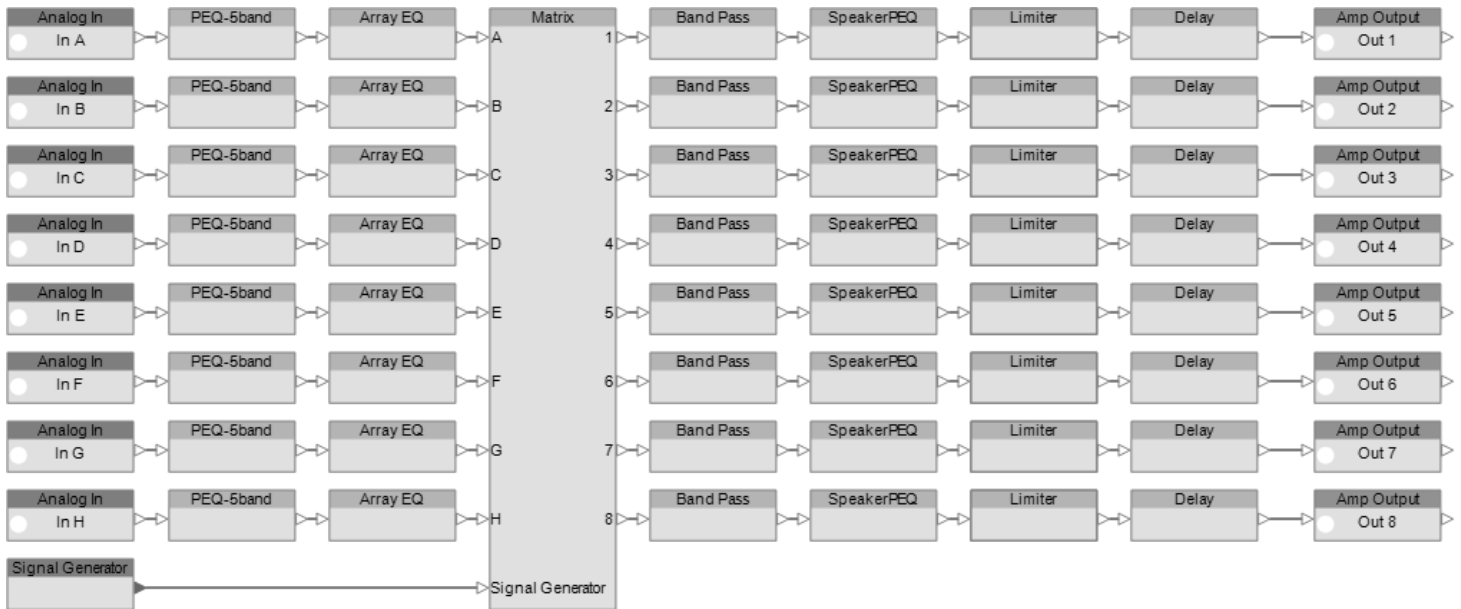 Analog In PEQ-5band Array EQ Matrix Band Pass SpeakerPEQ Limiter Delay Amp Output
In A A 1 Out 1
Analog In PEQ-5band Array EQ Band Pass SpeakerPEQ Limiter Delay Amp Output
In B B 2 Out 2
Analog In PEQ-5band Array EQ Band Pass SpeakerPEQ Limiter Delay Amp Output
In C C 3 Out 3
Analog In PEQ-5band Array EQ Band Pass SpeakerPEQ Limiter Delay Amp Output
In D D 4 Out 4
Analog In PEQ-5band Array EQ Band Pass SpeakerPEQ Limiter Delay Amp Output
In E E 5 Out 5
Analog In PEQ-5band Array EQ Band Pass SpeakerPEQ Limiter Delay Amp Output
In F F 6 Out 6
Analog In PEQ-5band Array EQ Band Pass SpeakerPEQ Limiter Delay Amp Output
In G G 7 Out 7
Analog In PEQ-5band Array EQ Band Pass SpeakerPEQ Limiter Delay Amp Output
In H H 8 Out 8
Signal Generator
Signal Generator